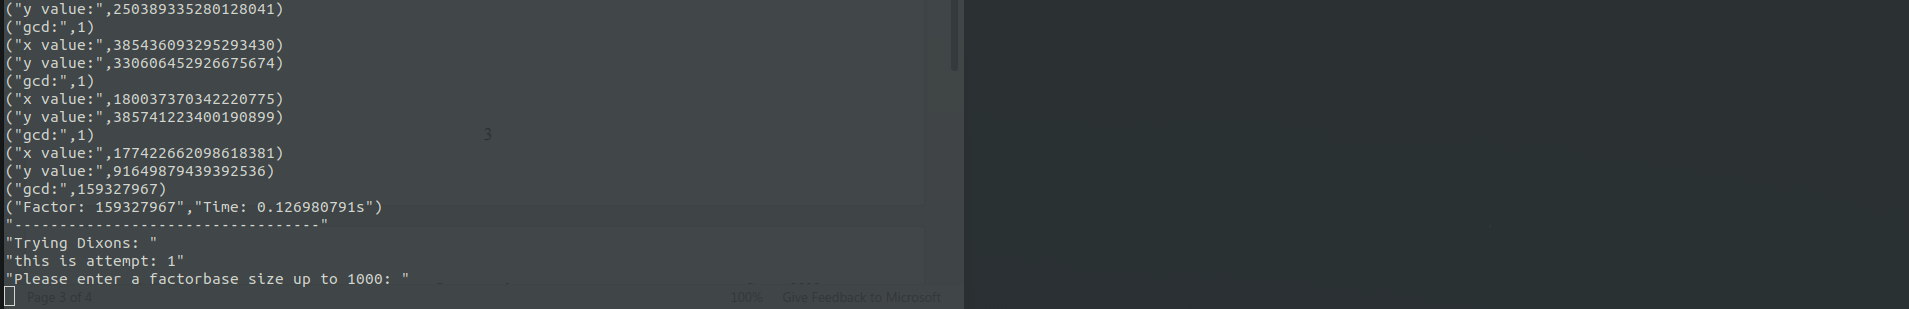 ("y value:",250389335280128041)
("gcd:",1)
("x value:",385436093295293430)
("y value:",330606452926675674)
("gcd:",1)
("x value:",180037370342220775)
("y value:",385741223400190899)
("gcd:",1)
3
("x value:",177422662098618381)
("y value:",91649879439392536)
("gcd:",159327967)
("Factor: 159327967","Time: 0.126980791s")
"----------------------------------"
"Trying Dixons: "
"this is attempt: 1"
"Please enter a factorbase size up to 1000: "
Page 3 of 4 100% Give Feedback to Microsoft